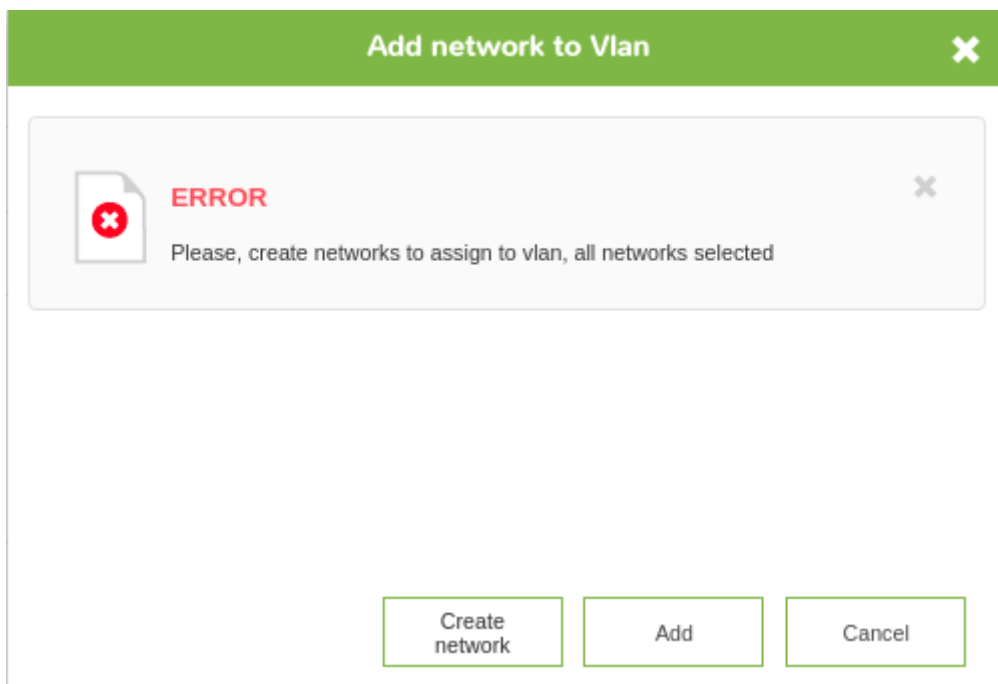 Add network to Vlan
ERROR
Please, create networks to assign to vlan, all networks selected
Create
network
Add
Cancel